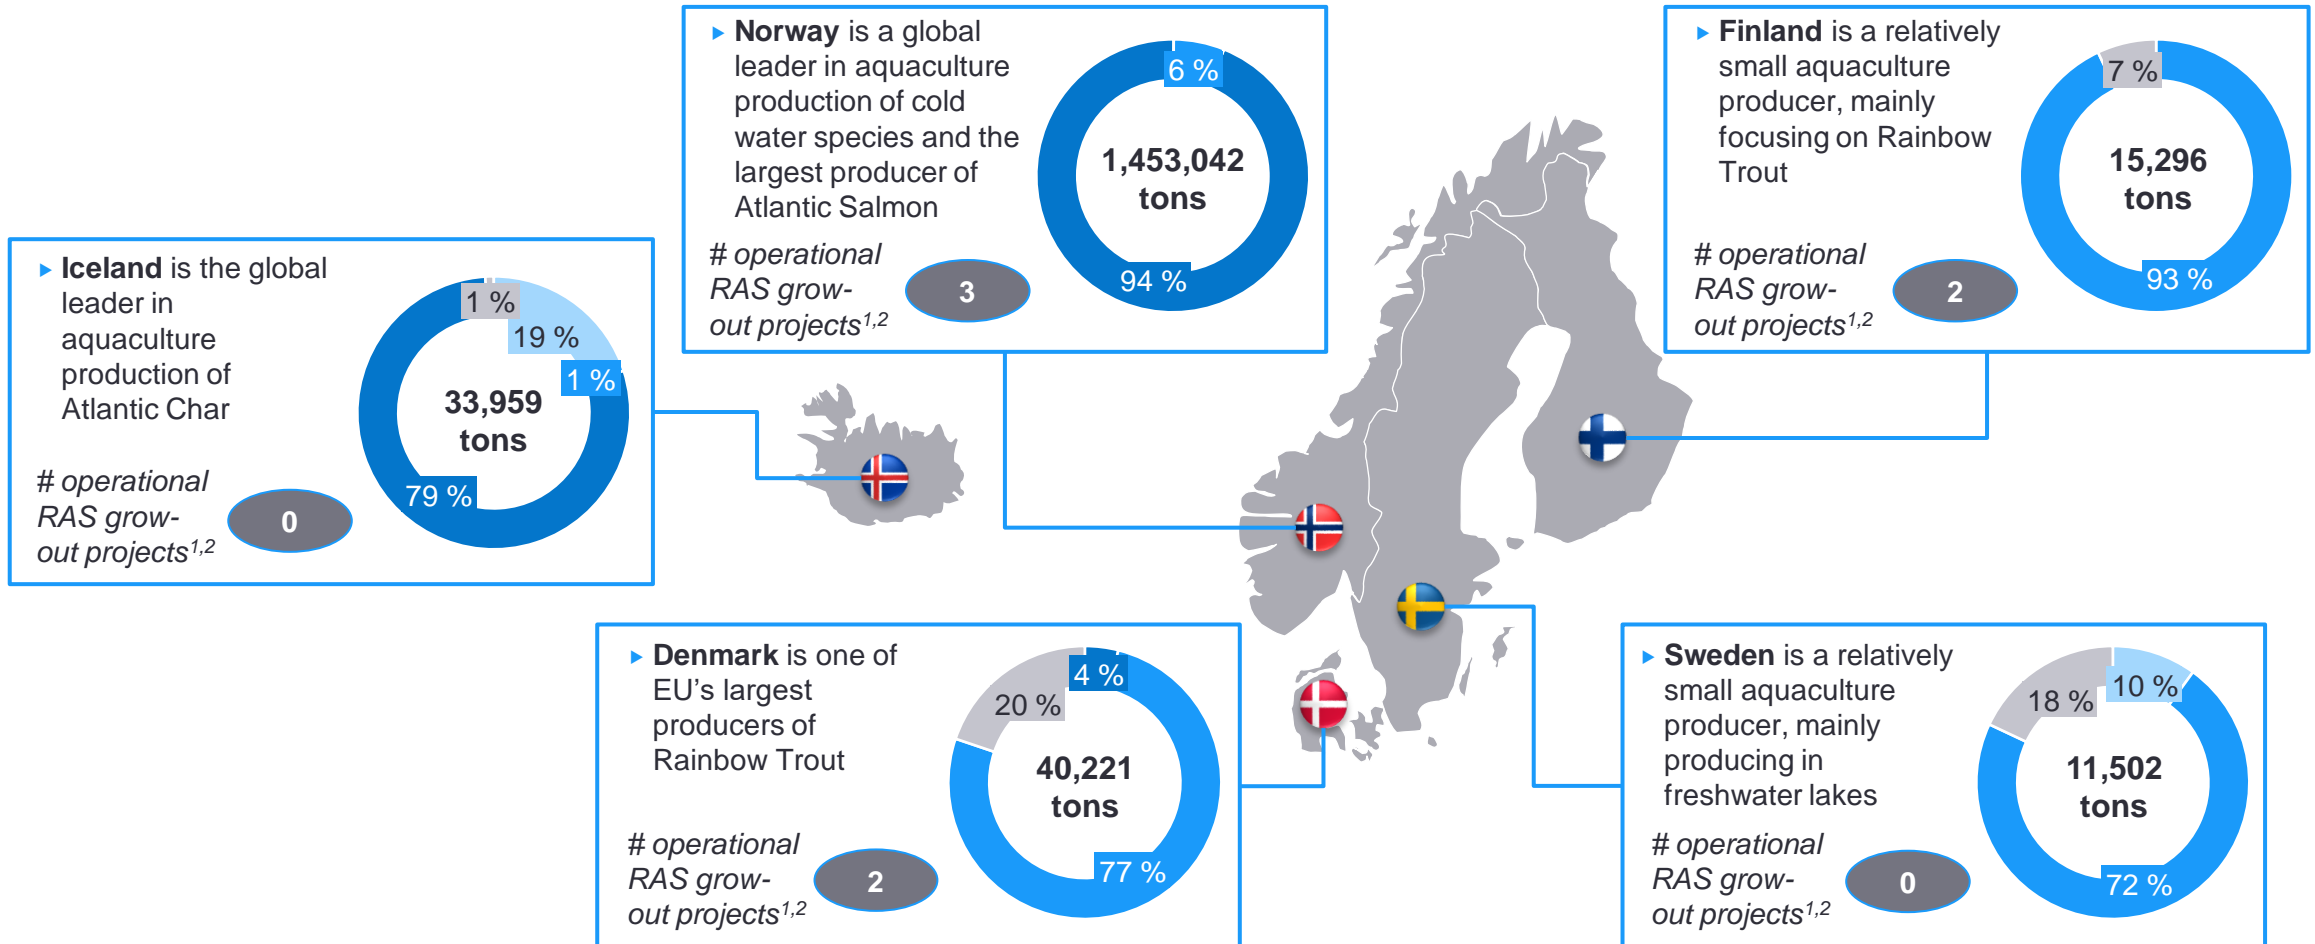 Norway is a global
leader in aquaculture
production of cold
water species and the
largest producer of
Atlantic Salmon
# operational
RAS grow-
out projects1,2
3
6 %
1,453,042
tons
94 %
Finland is a relatively
small aquaculture
producer, mainly
focusing on Rainbow
Trout
# operational
RAS grow-
out projects1,2
2
7 %
15,296
tons
93 %
Iceland is the global
leader in
aquaculture
production of
Atlantic Char
# operational
RAS grow-
out projects1,2
0
1 %
19 %
1 %
33,959
tons
79 %
Denmark is one of
EU’s largest
producers of
Rainbow Trout
# operational
RAS grow-
out projects1,2
2
4 %
20 %
40,221
tons
77 %
Sweden is a relatively
small aquaculture
producer, mainly
producing in
freshwater lakes
# operational
RAS grow-
out projects1,2
0
18 %
10 %
11,502
tons
72 %